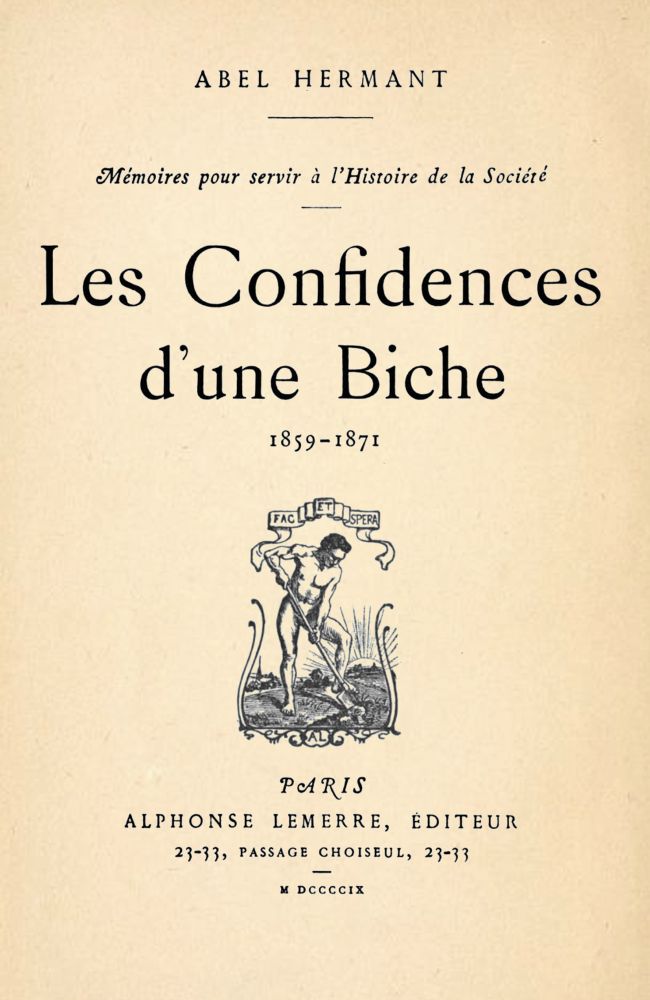 ABEL HERMANT
Mémoires pour servir à l'Histoire de la Société
Les Confidences
d'une Biche
1859-1871
FAC ET SPERA
AL
PARIS
ALPHONSE LEMERRE, ÉDITEUR
23-33, PASSAGE CHOISEUL, 23-33
M DCCCCIX